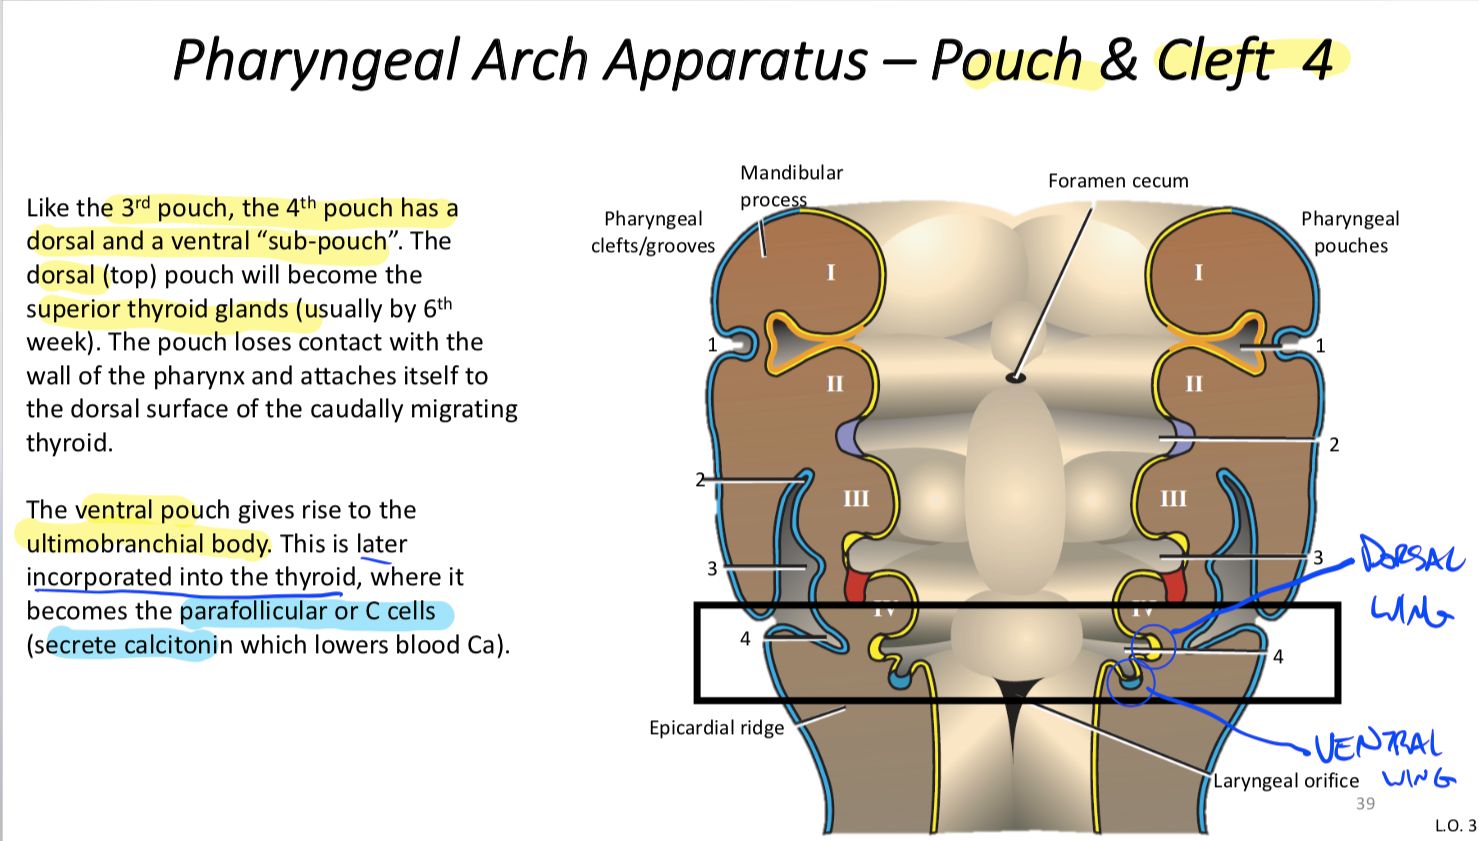 Pharyngeal Arch Apparatus – Pouch & Cleft 4
Like the 3rd pouch, the 4th pouch has a
dorsal and a ventral “sub-pouch”. The
dorsal (top) pouch will become the
superior thyroid glands (usually by 6th
week). The pouch loses contact with the
wall of the pharynx and attaches itself to
the dorsal surface of the caudally migrating
thyroid.
The ventral pouch gives rise to the
ultimobranchial body. This is later
incorporated into the thyroid, where it
becomes the parafollicular or C cells
(secrete calcitonin which lowers blood Ca).
Mandibular
process
Foramen cecum
Pharyngeal
clefts/grooves
Pharyngeal
pouches
I
I
1
1
II
II
2
2
III
III
3
3
DORSAL
WING
IV
IV
4
4
Epicardial ridge
VENTRAL
WING
Laryngeal orifice
39
L.O. 3